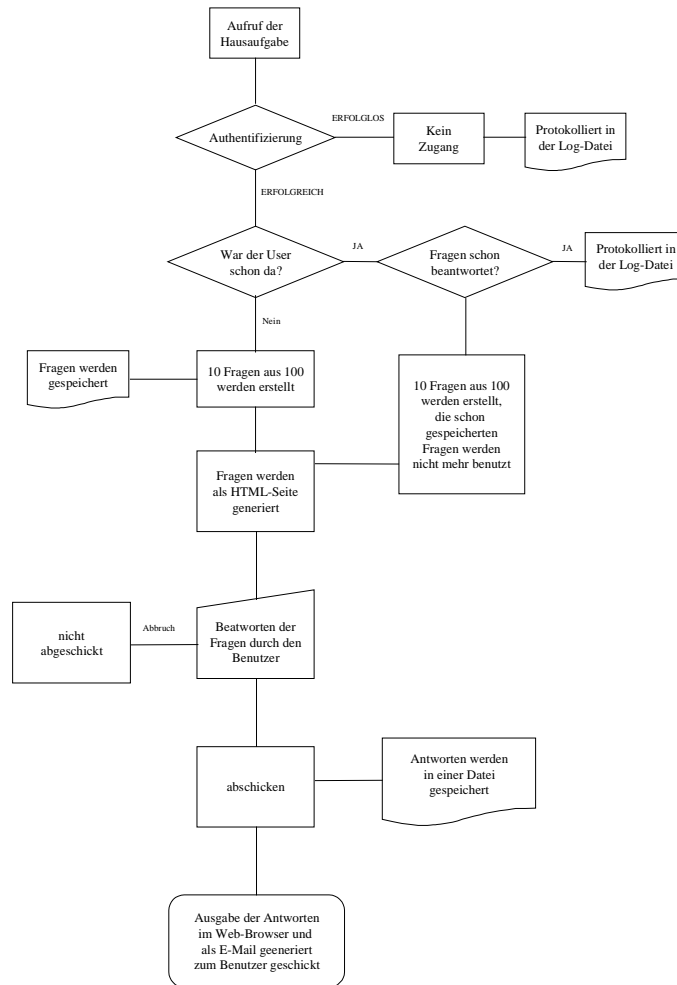 Aufruf der
Hausaufgabe
Authentifizierung
ERFOLGLOS
Kein
Zugang
Protokolliert in
der Log-Datei
ERFOLGREICH
War der User
schon da?
JA
Fragen schon
beantwortet?
JA
Protokolliert in
der Log-Datei
Nein
Fragen werden
gespeichert
10 Fragen aus 100
werden erstellt
10 Fragen aus 100
werden erstellt,
die schon
gespeicherten
Fragen werden
nicht mehr benutzt
Fragen werden
als HTML-Seite
generiert
nicht
abgeschickt
Abbruch
Beatworten der
Fragen durch den
Benutzer
abschicken
Antworten werden
in einer Datei
gespeichert
Ausgabe der Antworten
im Web-Browser und
als E-Mail geeneriert
zum Benutzer geschickt